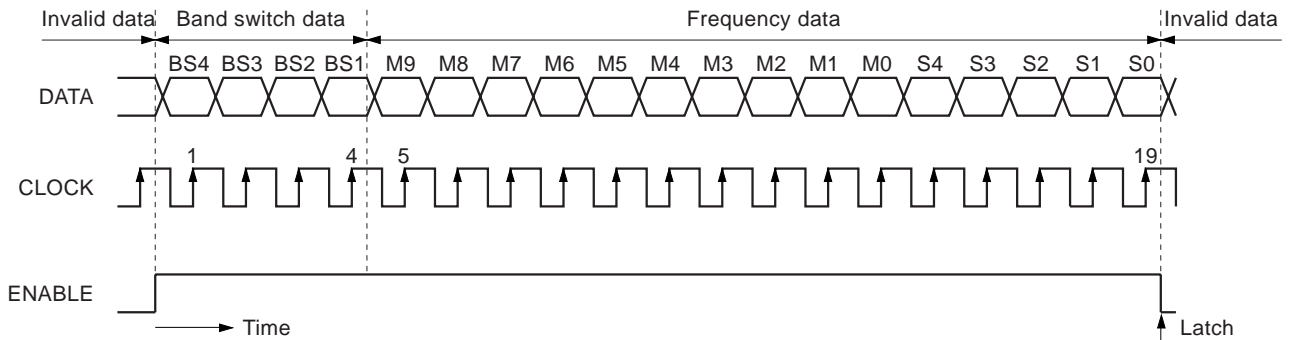 Invalid data Band switch data Frequency data Invalid data
BS4 BS3 BS2 BS1 M9 M8 M7 M6 M5 M4 M3 M2 M1 M0 S4 S3 S2 S1 S0
DATA
1 4 5 19
CLOCK
ENABLE
Time Latch